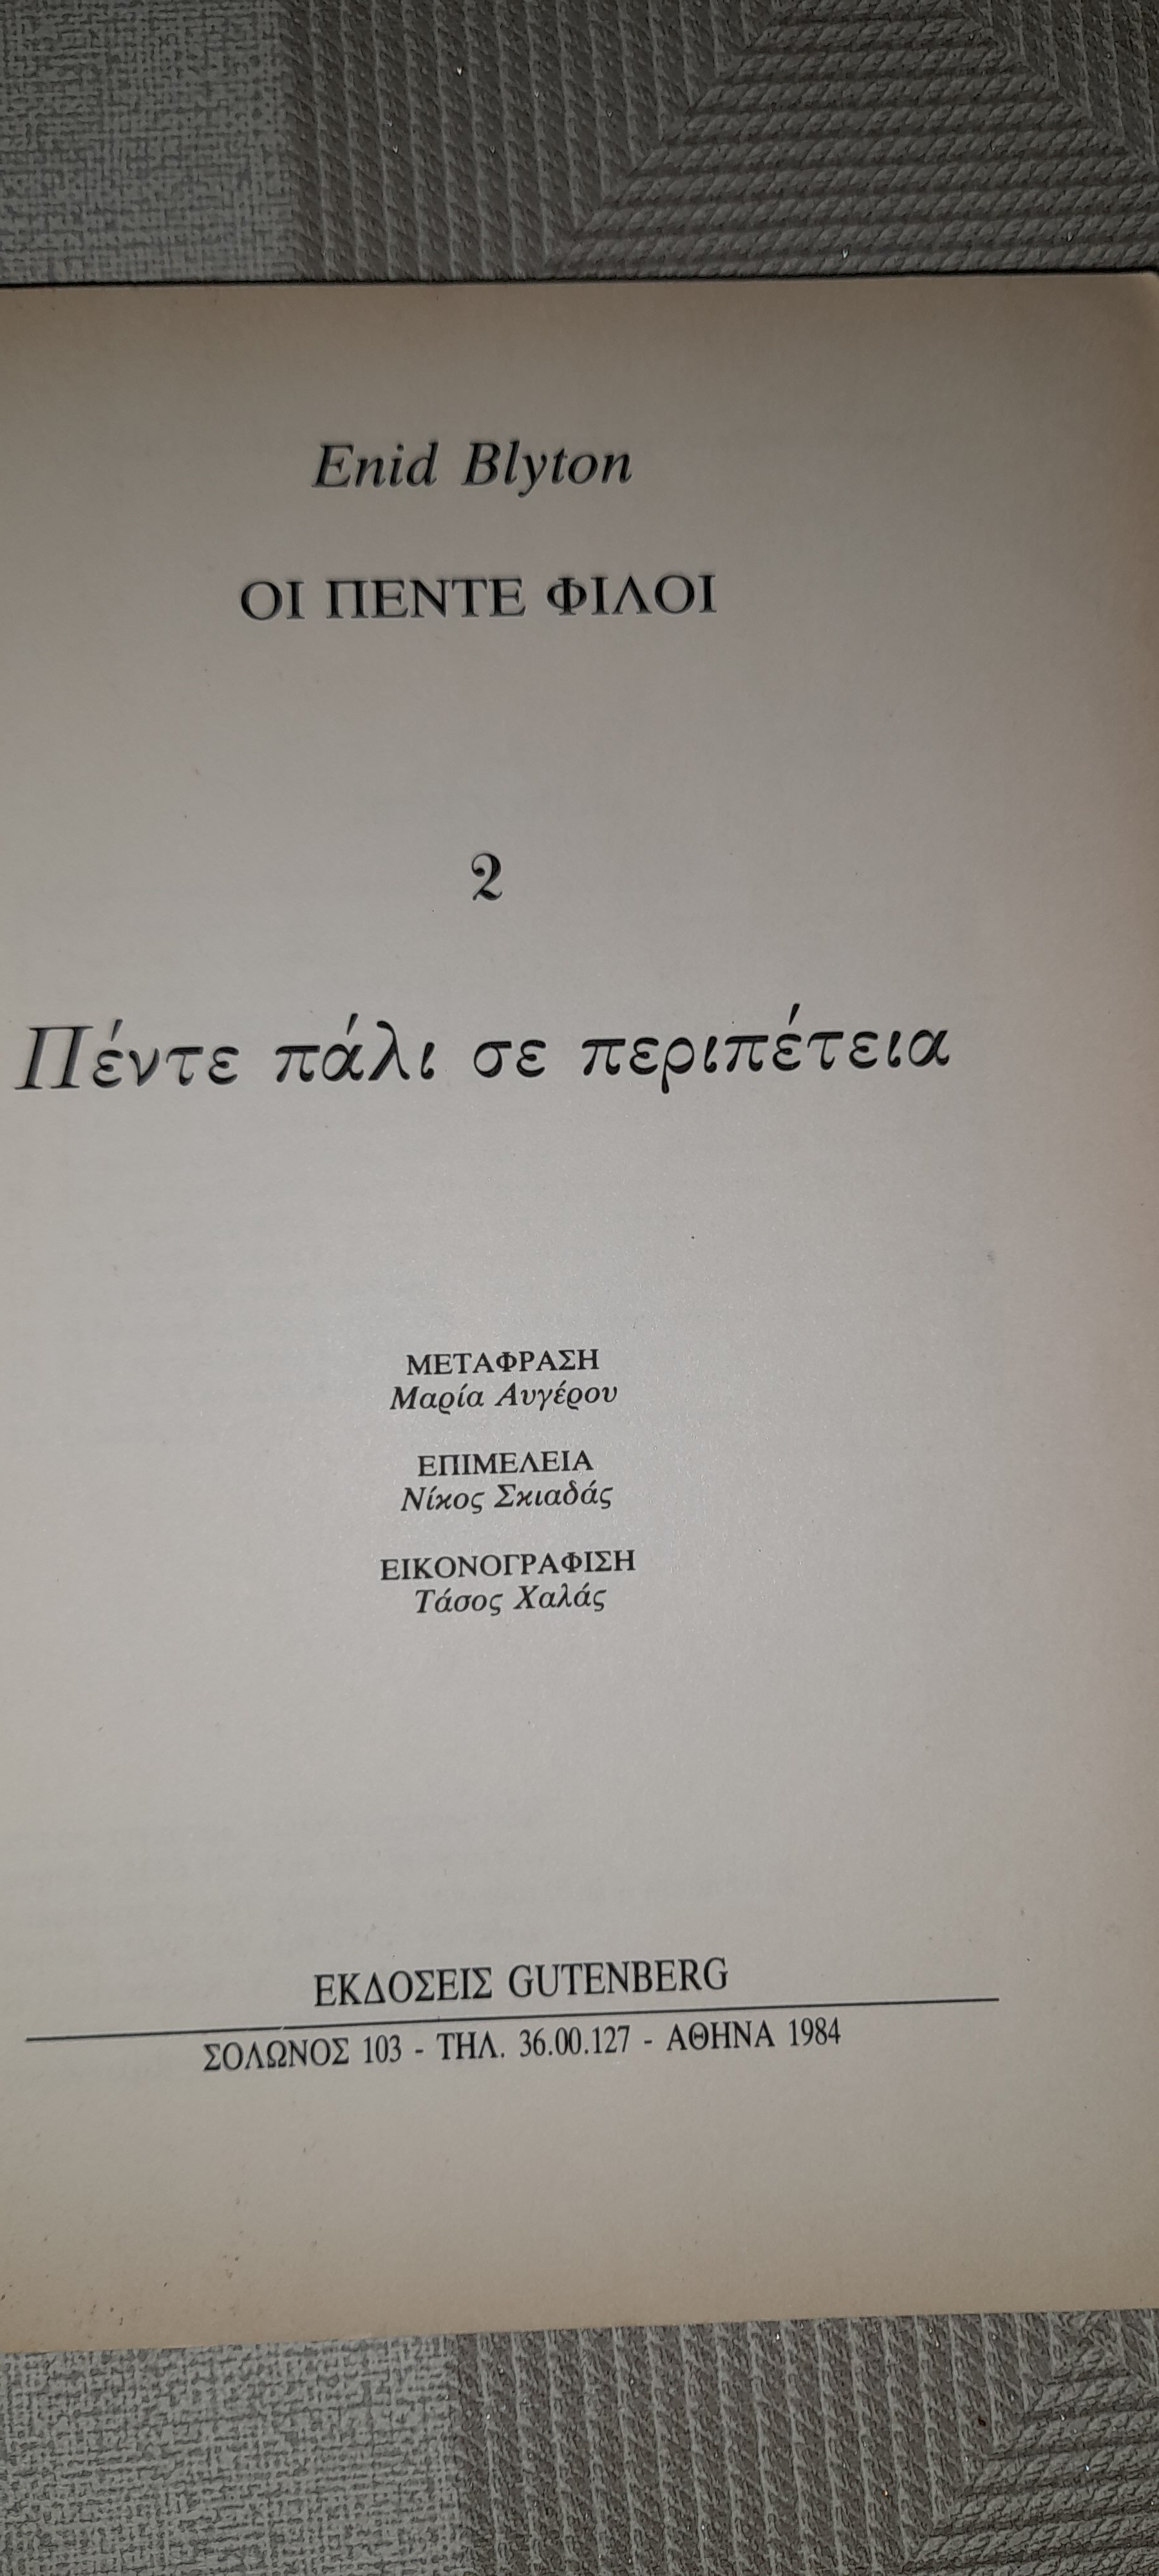 Enid Blyton
ΟΙ ΠΕΝΤΕ ΦΙΛΟΙ
2
Πέντε πάλι σε περιπέτεια
ΜΕΤΑΦΡΑΣΗ
Μαρία Αυγέρου
ΕΠΙΜΕΛΕΙΑ
Νίκος Σκιαδάς
ΕΙΚΟΝΟΓΡΑΦΙΣΗ
Τάσος Χαλάς
ΕΚΔΟΣΕΙΣ GUTENBERG
ΣΟΛΩΝΟΣ 103 - ΤΗΛ. 36.00.127 - ΑΘΗΝΑ 1984